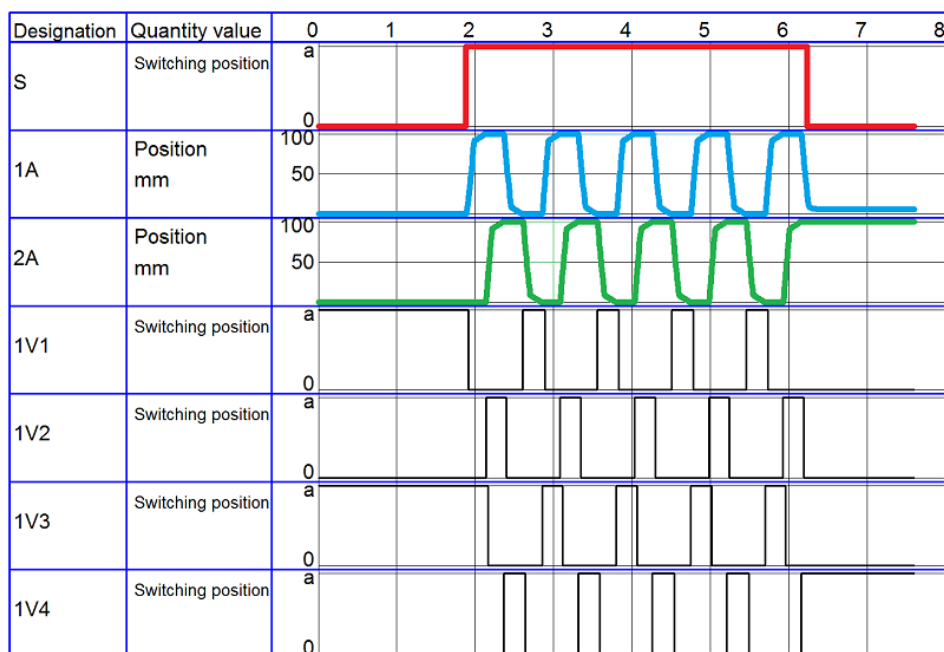 Designation Quantity value 0 1 2 3 4 5 6 7 8
S Switching position a
0
1A Position mm 100
50
2A Position mm 100
50
1V1 Switching position a
0
1V2 Switching position a
0
1V3 Switching position a
0
1V4 Switching position a
0